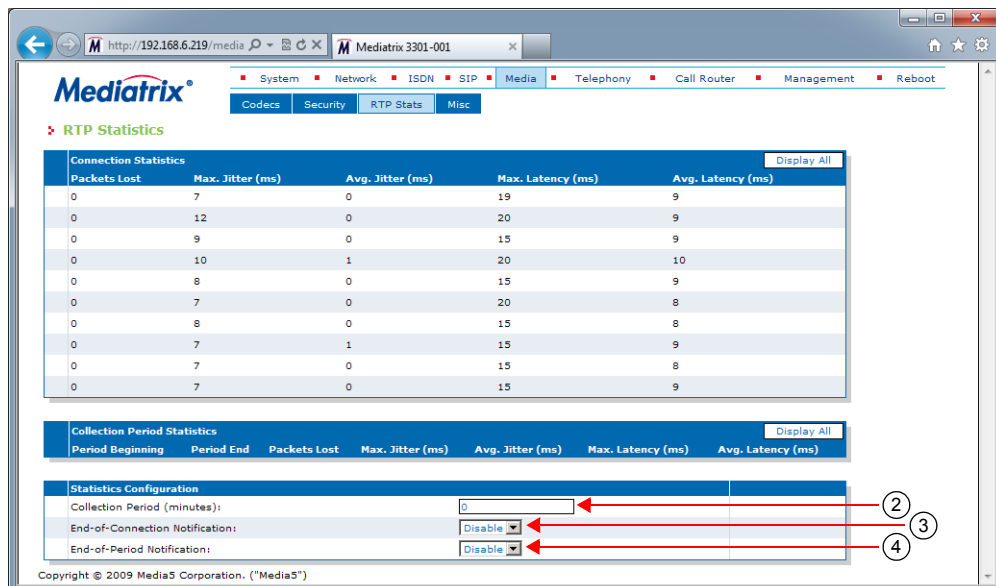 http://192.168.6.219/media
Mediatrix 3301-001
Mediatrix®
System Network ISDN SIP Media Telephony Call Router Management Reboot
Codecs Security RTP Stats Misc
RTP Statistics
Connection Statistics Display All
Packets Lost Max. Jitter (ms) Avg. Jitter (ms) Max. Latency (ms) Avg. Latency (ms)
0 7 0 19 9
0 12 0 20 9
0 9 0 15 9
0 10 1 20 10
0 8 0 15 9
0 7 0 20 8
0 8 0 15 8
0 7 1 15 9
0 7 0 15 8
0 7 0 15 9
Collection Period Statistics Display All
Period Beginning Period End Packets Lost Max. Jitter (ms) Avg. Jitter (ms) Max. Latency (ms) Avg. Latency (ms)
Statistics Configuration
Collection Period (minutes): 0 2
End-of-Connection Notification: Disable 3
End-of-Period Notification: Disable 4
Copyright © 2009 Media5 Corporation. ("Media5")